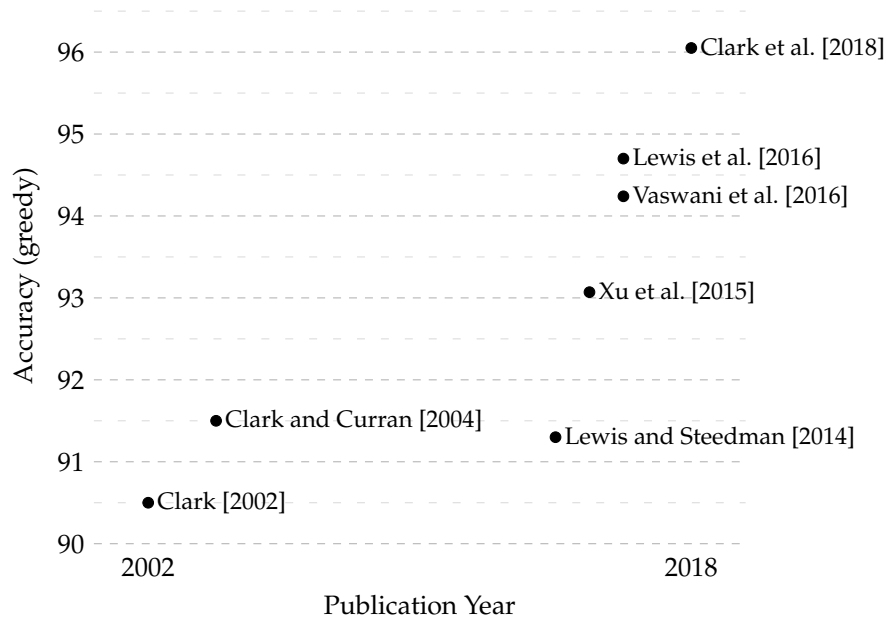 96
Clark et al. [2018]
95
Lewis et al. [2016]
Vaswani et al. [2016]
94
Accuracy (greedy)
93
Xu et al. [2015]
92
Clark and Curran [2004]
Lewis and Steedman [2014]
91
Clark [2002]
90
2002
2018
Publication Year